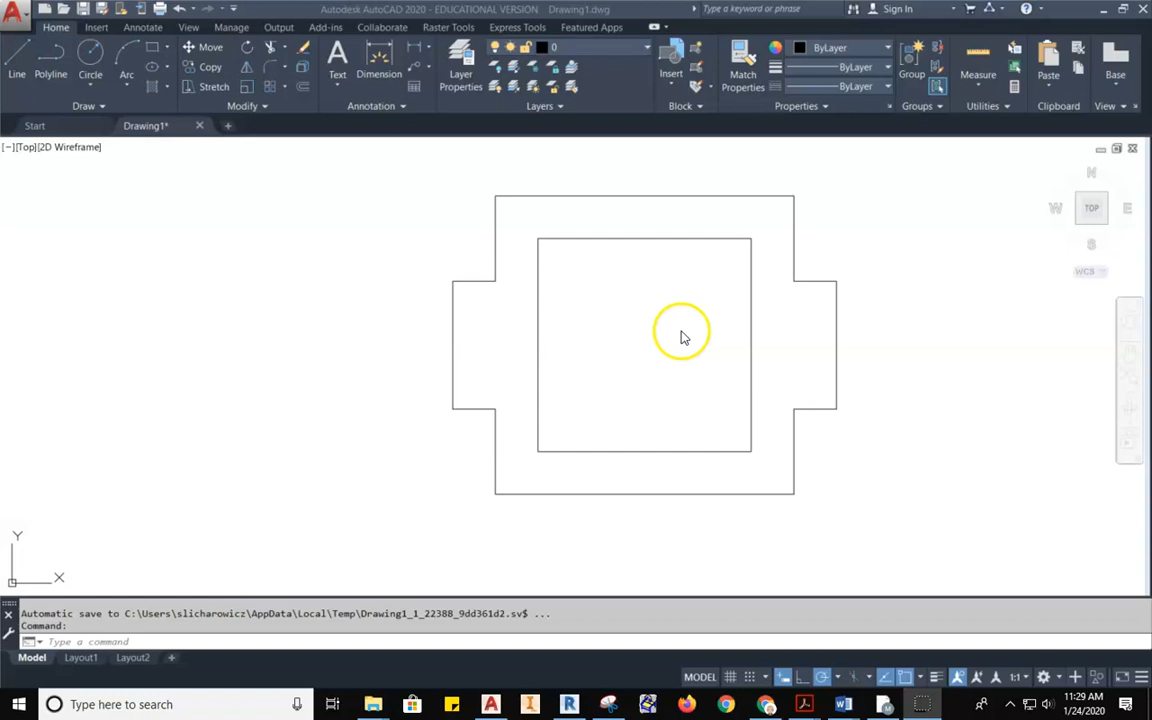 Autodesk AutoCAD 2020 - EDUCATIONAL VERSION Drawing1.dwg
Type a keyword or phrase
Sign In
Home Insert Annotate View Manage Output Add-ins Collaborate Raster Tools Express Tools Featured Apps
Line Polyline Circle Arc
Move
Copy
Stretch
Text Dimension
Layer Properties
0
Insert
Match Properties
ByLayer
ByLayer
ByLayer
Group
Measure
Paste
Base
Draw Modify Annotation Layers Block Properties Groups Utilities Clipboard View
Start Drawing1*
[−][Top][2D Wireframe]
N
W TOP E
S
WCS
Y
X
Automatic save to C:\Users\slicharowicz\AppData\Local\Temp\Drawing1_1_22388_9dd361d2.sv$ ...
Command:
Type a command
Model Layout1 Layout2
MODEL 1:1
Type here to search
11:29 AM
1/24/2020